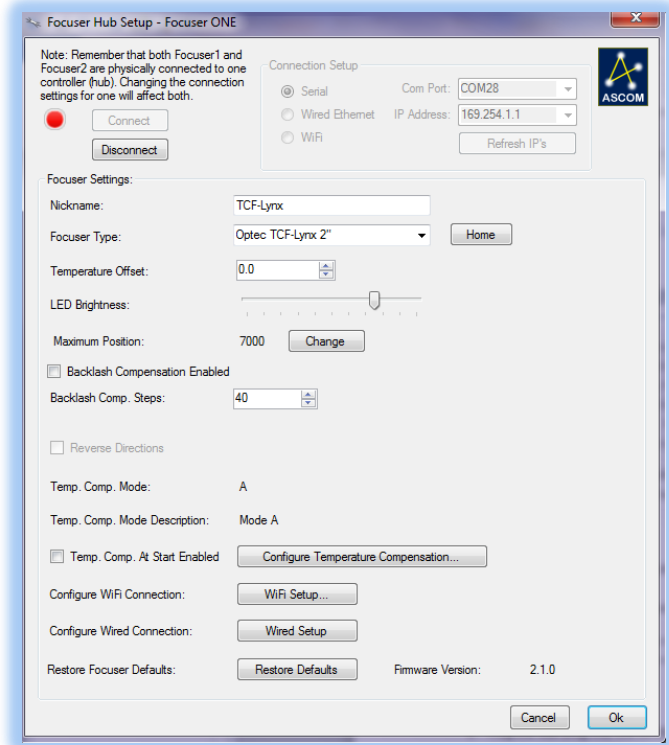 Focuser Hub Setup - Focuser ONE
Note: Remember that both Focuser1 and
Focuser2 are physically connected to one
controller (hub). Changing the connection
settings for one will affect both.
Connect
Disconnect
Connection Setup
Serial
Com Port: COM28
Wired Ethernet
IP Address: 169.254.1.1
WiFi
Refresh IP's
ASCOM
Focuser Settings:
Nickname: TCF-Lynx
Focuser Type: Optec TCF-Lynx 2" Home
Temperature Offset: 0.0
LED Brightness:
Maximum Position: 7000 Change
Backlash Compensation Enabled
Backlash Comp. Steps: 40
Reverse Directions
Temp. Comp. Mode: A
Temp. Comp. Mode Description: Mode A
Temp. Comp. At Start Enabled Configure Temperature Compensation...
Configure WiFi Connection: WiFi Setup...
Configure Wired Connection: Wired Setup
Restore Focuser Defaults: Restore Defaults Firmware Version: 2.1.0
Cancel Ok